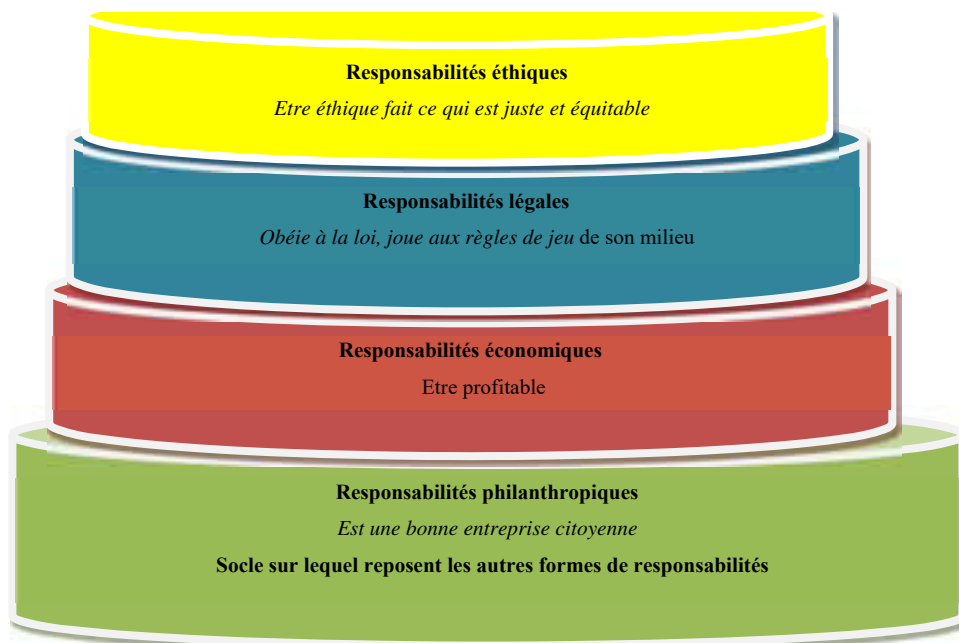 Responsabilités éthiques
Etre éthique fait ce qui est juste et équitable
Responsabilités légales
Obéie à la loi, joue aux règles de jeu de son milieu
Responsabilités économiques
Etre profitable
Responsabilités philanthropiques
Est une bonne entreprise citoyenne
Socle sur lequel reposent les autres formes de responsabilités